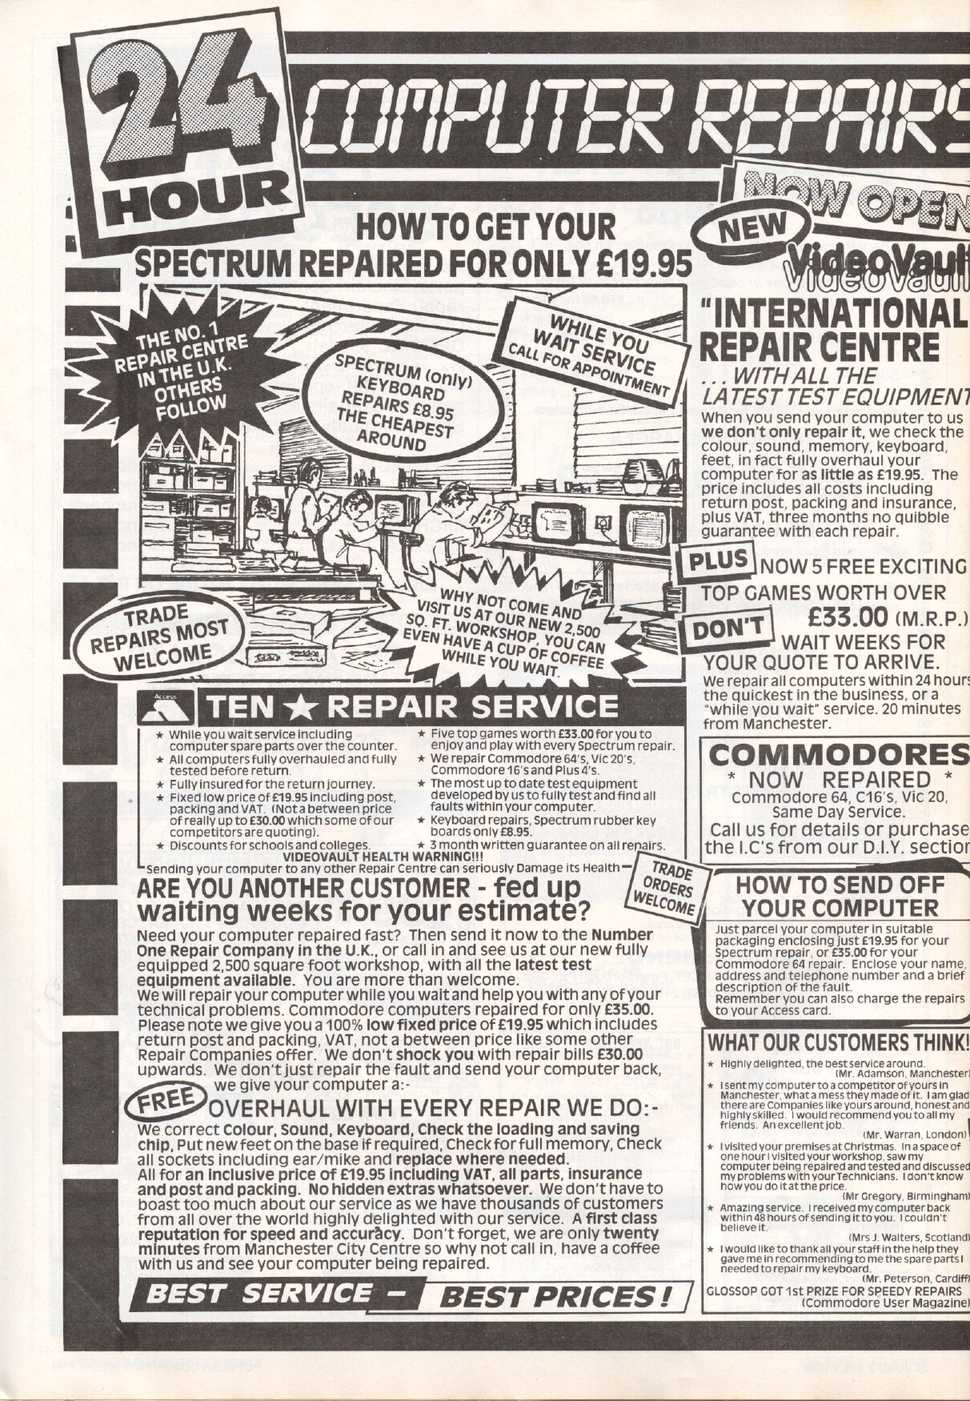 24
HOUR
COMPUTER REPAIRS
NOW OPEN
NEW
VideoVault
HOW TO GET YOUR
SPECTRUM REPAIRED FOR ONLY £19.95
THE NO. 1
REPAIR CENTRE
IN THE U.K.
OTHERS
FOLLOW
SPECTRUM (only)
KEYBOARD
REPAIRS £8.95
THE CHEAPEST
AROUND
WHILE YOU
WAIT SERVICE
CALL FOR APPOINTMENT
TRADE
REPAIRS MOST
WELCOME
WHY NOT COME AND
VISIT US AT OUR NEW 2,500
SQ. FT. WORKSHOP, YOU CAN
EVEN HAVE A CUP OF COFFEE
WHILE YOU WAIT.
Access
TEN ★ REPAIR SERVICE
★ While you wait service including
computer spare parts over the counter.
★ All computers fully overhauled and fully
tested before return.
★ Fully insured for the return journey.
★ Fixed low price of £19.95 including post,
packing and VAT. (Not a between price
of really up to £30.00 which some of our
competitors are quoting).
★ Discounts for schools and colleges.
★ Five top games worth £33.00 for you to
enjoy and play with every Spectrum repair.
★ We repair Commodore 64's, Vic 20's,
Commodore 16's and Plus 4's.
★ The most up to date test equipment
developed by us to fully test and find all
faults within your computer.
★ Keyboard repairs, Spectrum rubber key
boards only £8.95.
★ 3 month written guarantee on all repairs.
VIDEOVAULT HEALTH WARNING!!!
Sending your computer to any other Repair Centre can seriously Damage its Health
TRADE
ORDERS
WELCOME
ARE YOU ANOTHER CUSTOMER - fed up
waiting weeks for your estimate?
Need your computer repaired fast? Then send it now to the Number
One Repair Company in the U.K., or call in and see us at our new fully
equipped 2,500 square foot workshop, with all the latest test
equipment available. You are more than welcome.
We will repair your computer while you wait and help you with any of your
technical problems. Commodore computers repaired for only £35.00.
Please note we give you a 100% low fixed price of £19.95 which includes
return post and packing, VAT, not a between price like some other
Repair Companies offer. We don't shock you with repair bills £30.00
upwards. We don't just repair the fault and send your computer back,
we give your computer a:-
FREE
OVERHAUL WITH EVERY REPAIR WE DO:-
We correct Colour, Sound, Keyboard, Check the loading and saving
chip, Put new feet on the base if required, Check for full memory, Check
all sockets including ear/mike and replace where needed.
All for an inclusive price of £19.95 including VAT, all parts, insurance
and post and packing. No hidden extras whatsoever. We don't have to
boast too much about our service as we have thousands of customers
from all over the world highly delighted with our service. A first class
reputation for speed and accuracy. Don't forget, we are only twenty
minutes from Manchester City Centre so why not call in, have a coffee
with us and see your computer being repaired.
BEST SERVICE – BEST PRICES!
"INTERNATIONAL
REPAIR CENTRE
... WITH ALL THE
LATEST TEST EQUIPMENT
When you send your computer to us
we don't only repair it, we check the
colour, sound, memory, keyboard,
feet, in fact fully overhaul your
computer for as little as £19.95. The
price includes all costs including
return post, packing and insurance,
plus VAT, three months no quibble
guarantee with each repair.
PLUS NOW 5 FREE EXCITING
TOP GAMES WORTH OVER
£33.00 (M.R.P.)
DON'T
WAIT WEEKS FOR
YOUR QUOTE TO ARRIVE.
We repair all computers within 24 hours
the quickest in the business, or a
"while you wait" service. 20 minutes
from Manchester.
COMMODORES
* NOW REPAIRED *
Commodore 64, C16's, Vic 20,
Same Day Service.
Call us for details or purchase
the I.C's from our D.I.Y. section
HOW TO SEND OFF
YOUR COMPUTER
Just parcel your computer in suitable
packaging enclosing just £19.95 for your
Spectrum repair, or £35.00 for your
Commodore 64 repair. Enclose your name,
address and telephone number and a brief
description of the fault.
Remember you can also charge the repairs
to your Access card.
WHAT OUR CUSTOMERS THINK!
★ Highly delighted, the best service around.
(Mr. Adamson, Manchester)
★ I sent my computer to a competitor of yours in
Manchester, what a mess they made of it. I am glad
there are Companies like yours around, honest and
highly skilled. I would recommend you to all my
friends. An excellent job.
(Mr. Warran, London)
★ I visited your premises at Christmas. In a space of
one hour I visited your workshop, saw my
computer being repaired and tested and discussed
my problems with your Technicians. I don't know
how you do it at the price.
(Mr Gregory, Birmingham)
★ Amazing service. I received my computer back
within 48 hours of sending it to you. I couldn't
believe it.
(Mrs J. Walters, Scotland)
★ I would like to thank all your staff in the help they
gave me in recommending to me the spare parts I
needed to repair my keyboard.
(Mr. Peterson, Cardiff)
GLOSSOP GOT 1st PRIZE FOR SPEEDY REPAIRS
(Commodore User Magazine)